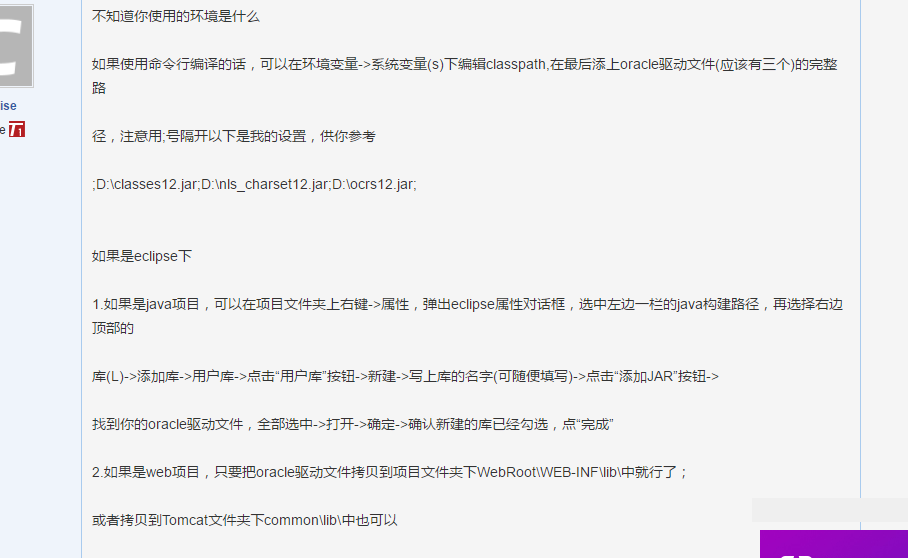 不知道你使用的环境是什么
如果使用命令行编译的话，可以在环境变量->系统变量(s)下编辑classpath,在最后添上oracle驱动文件(应该有三个)的完整
路
ise
e
径，注意用;号隔开以下是我的设置，供你参考
;D:\classes12.jar;D:\nls_charset12.jar;D:\ocrs12.jar;
如果是eclipse下
1.如果是java项目，可以在项目文件夹上右键->属性，弹出eclipse属性对话框，选中左边一栏的java构建路径，再选择右边
顶部的
库(L)->添加库->用户库->点击“用户库”按钮->新建->写上库的名字(可随便填写)->点击“添加JAR”按钮->
找到你的oracle驱动文件，全部选中->打开->确定->确认新建的库已经勾选，点“完成”
2.如果是web项目，只要把oracle驱动文件拷贝到项目文件夹下WebRoot\WEB-INF\lib\中就行了；
或者拷贝到Tomcat文件夹下common\lib\中也可以